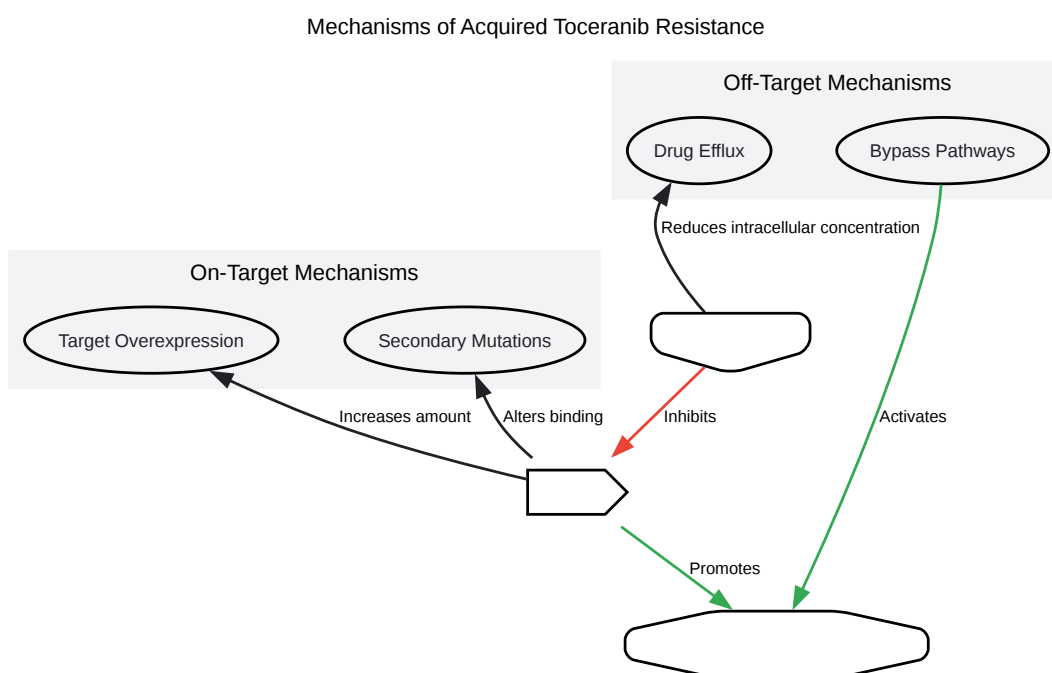 Mechanisms of Acquired Toceranib Resistance
Off-Target Mechanisms
Drug Efflux
Bypass Pathways
Reduces intracellular concentration
On-Target Mechanisms
Target Overexpression
Secondary Mutations
Increases amount
Alters binding
Inhibits
Activates
Promotes